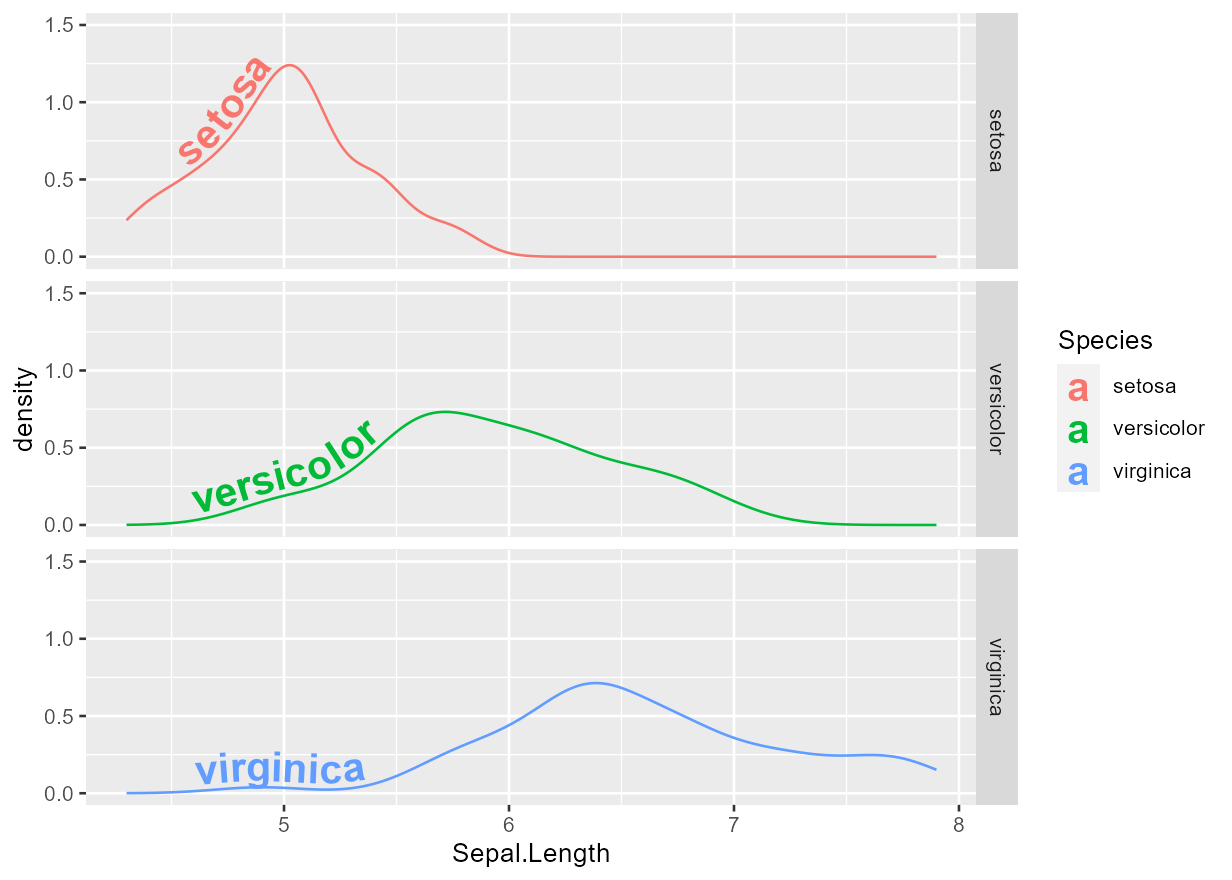 1.5
1.0
0.5
0.0
setosa
setosa
1.5
1.0
0.5
0.0
versicolor
versicolor
1.5
1.0
0.5
0.0
virginica
virginica
5 6 7 8
Sepal.Length
density
Species
a setosa
a versicolor
a virginica